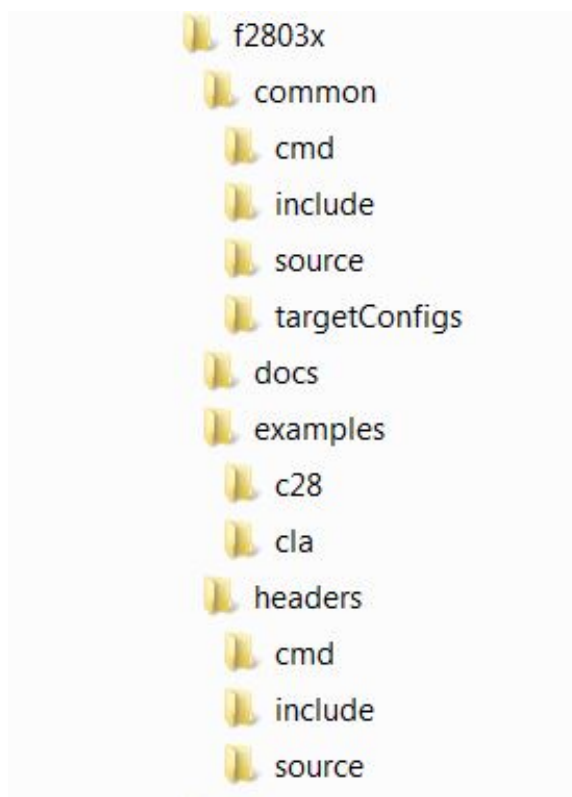 f2803x
common
cmd
include
source
targetConfigs
docs
examples
c28
cla
headers
cmd
include
source